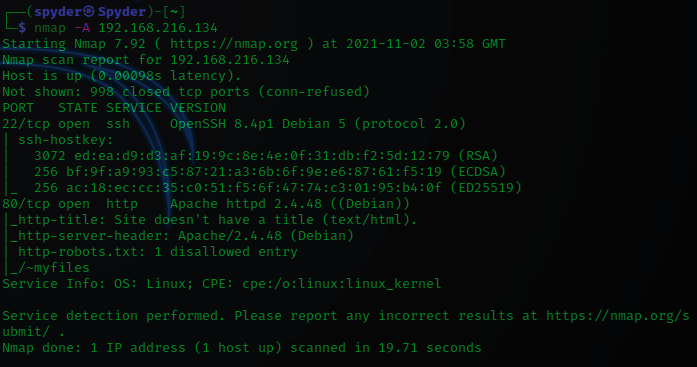 ┌──(spyder㉿Spyder)-[~]
└─$ nmap -A 192.168.216.134
Starting Nmap 7.92 ( https://nmap.org ) at 2021-11-02 03:58 GMT
Nmap scan report for 192.168.216.134
Host is up (0.00098s latency).
Not shown: 998 closed tcp ports (conn-refused)
PORT   STATE SERVICE VERSION
22/tcp open  ssh     OpenSSH 8.4p1 Debian 5 (protocol 2.0)
| ssh-hostkey:
|   3072 ed:ea:d9:d3:af:19:9c:8e:4e:0f:31:db:f2:5d:12:79 (RSA)
|   256 bf:9f:a9:93:c5:87:21:a3:6b:6f:9e:e6:87:61:f5:19 (ECDSA)
|_  256 ac:18:ec:cc:35:c0:51:f5:6f:47:74:c3:01:95:b4:0f (ED25519)
80/tcp open  http    Apache httpd 2.4.48 ((Debian))
|_http-title: Site doesn't have a title (text/html).
|_http-server-header: Apache/2.4.48 (Debian)
| http-robots.txt: 1 disallowed entry
|_/~myfiles
Service Info: OS: Linux; CPE: cpe:/o:linux:linux_kernel

Service detection performed. Please report any incorrect results at https://nmap.org/s
ubmit/ .
Nmap done: 1 IP address (1 host up) scanned in 19.71 seconds